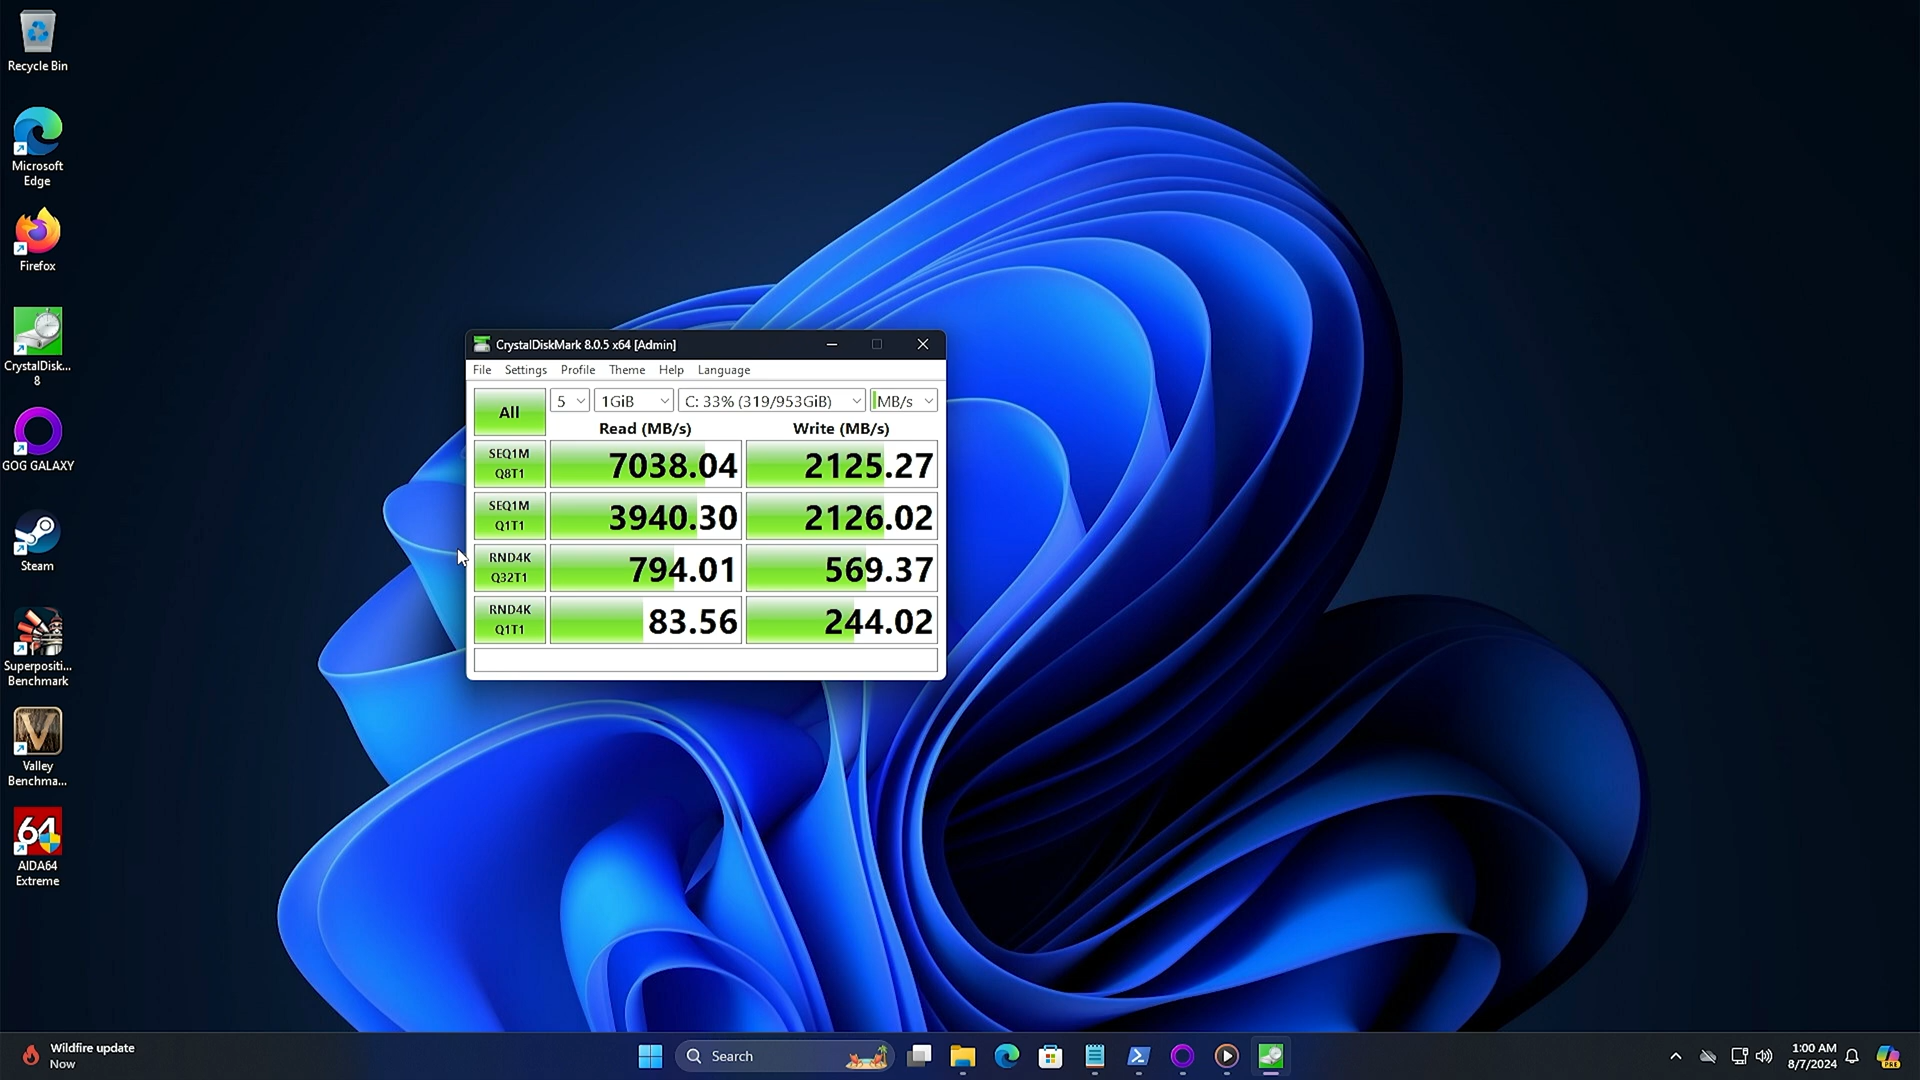 Recycle Bin
Microsoft
Edge
Firefox
CrystalDisk...
8
GOG GALAXY
Steam
Superpositi...
Benchmark
Valley
Benchma...
64
AIDA64
Extreme
CrystalDiskMark 8.0.5 x64 [Admin]
File Settings Profile Theme Help Language
All 5 1GiB C: 33% (319/953GiB) MB/s
Read (MB/s) Write (MB/s)
SEQ1M
Q8T1 7038.04 2125.27
SEQ1M
Q1T1 3940.30 2126.02
RND4K
Q32T1 794.01 569.37
RND4K
Q1T1 83.56 244.02
Wildfire update
Now
Search
1:00 AM
8/7/2024
PRE